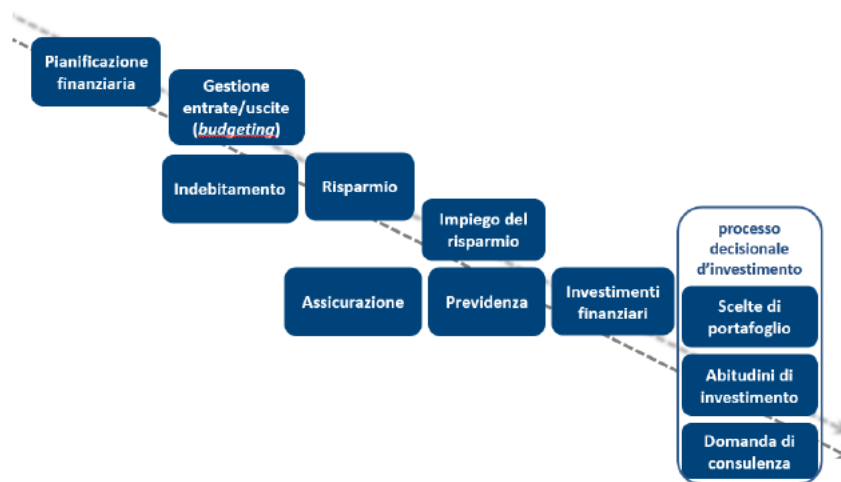 Pianificazione
finanziaria
Gestione
entrate/uscite
(budgeting)
Indebitamento
Risparmio
Impiego del
risparmio
Assicurazione
Previdenza
Investimenti
finanziari
processo
decisionale
d'investimento
Scelte di
portafoglio
Abitudini di
investimento
Domanda di
consulenza